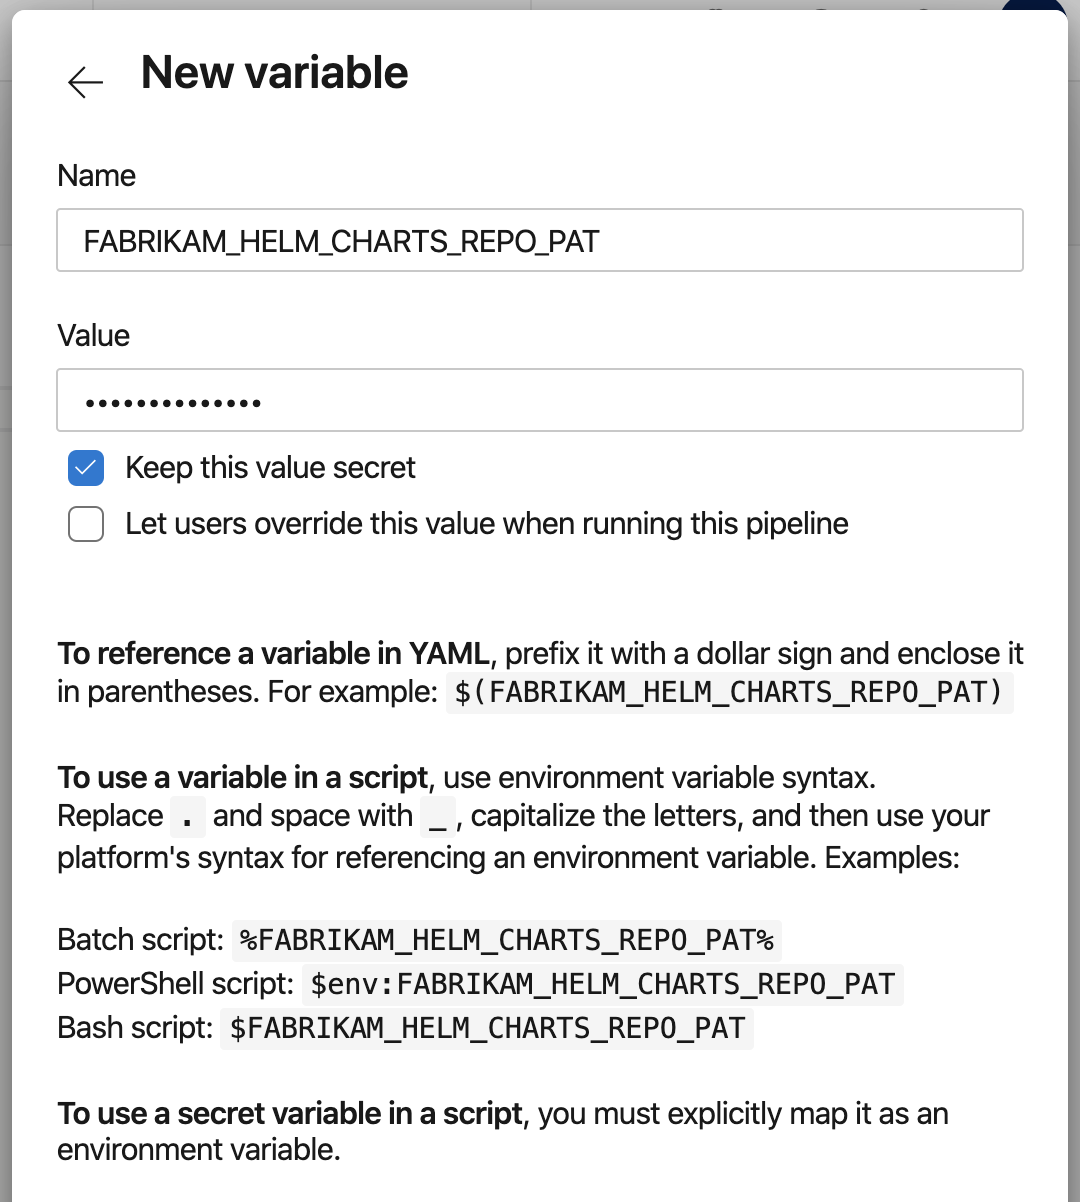 New variable
Name
FABRIKAM_HELM_CHARTS_REPO_PAT
Value
••••••••••••••
Keep this value secret
Let users override this value when running this pipeline
To reference a variable in YAML, prefix it with a dollar sign and enclose it
in parentheses. For example: $(FABRIKAM_HELM_CHARTS_REPO_PAT)
To use a variable in a script, use environment variable syntax.
Replace . and space with _, capitalize the letters, and then use your
platform's syntax for referencing an environment variable. Examples:
Batch script: %FABRIKAM_HELM_CHARTS_REPO_PAT%
PowerShell script: $env:FABRIKAM_HELM_CHARTS_REPO_PAT
Bash script: $FABRIKAM_HELM_CHARTS_REPO_PAT
To use a secret variable in a script, you must explicitly map it as an
environment variable.